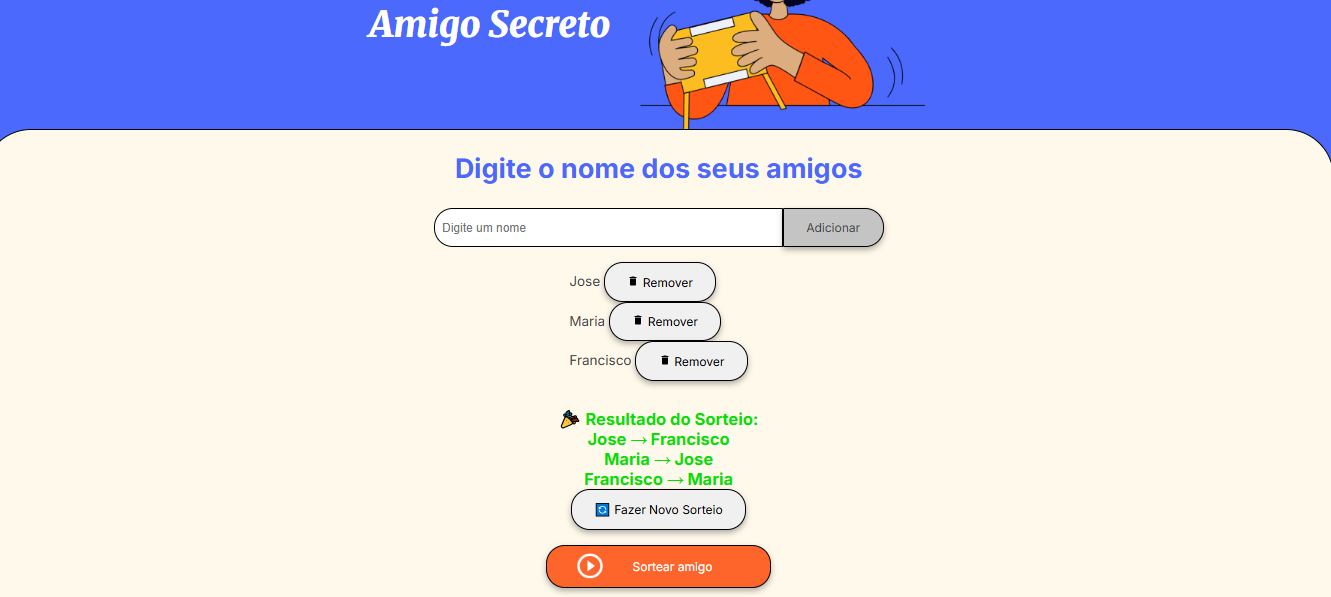 Amigo Secreto
Digite o nome dos seus amigos
Digite um nome
Adicionar
Jose Remover
Maria Remover
Francisco Remover
Resultado do Sorteio:
Jose → Francisco
Maria → Jose
Francisco → Maria
Fazer Novo Sorteio
Sortear amigo